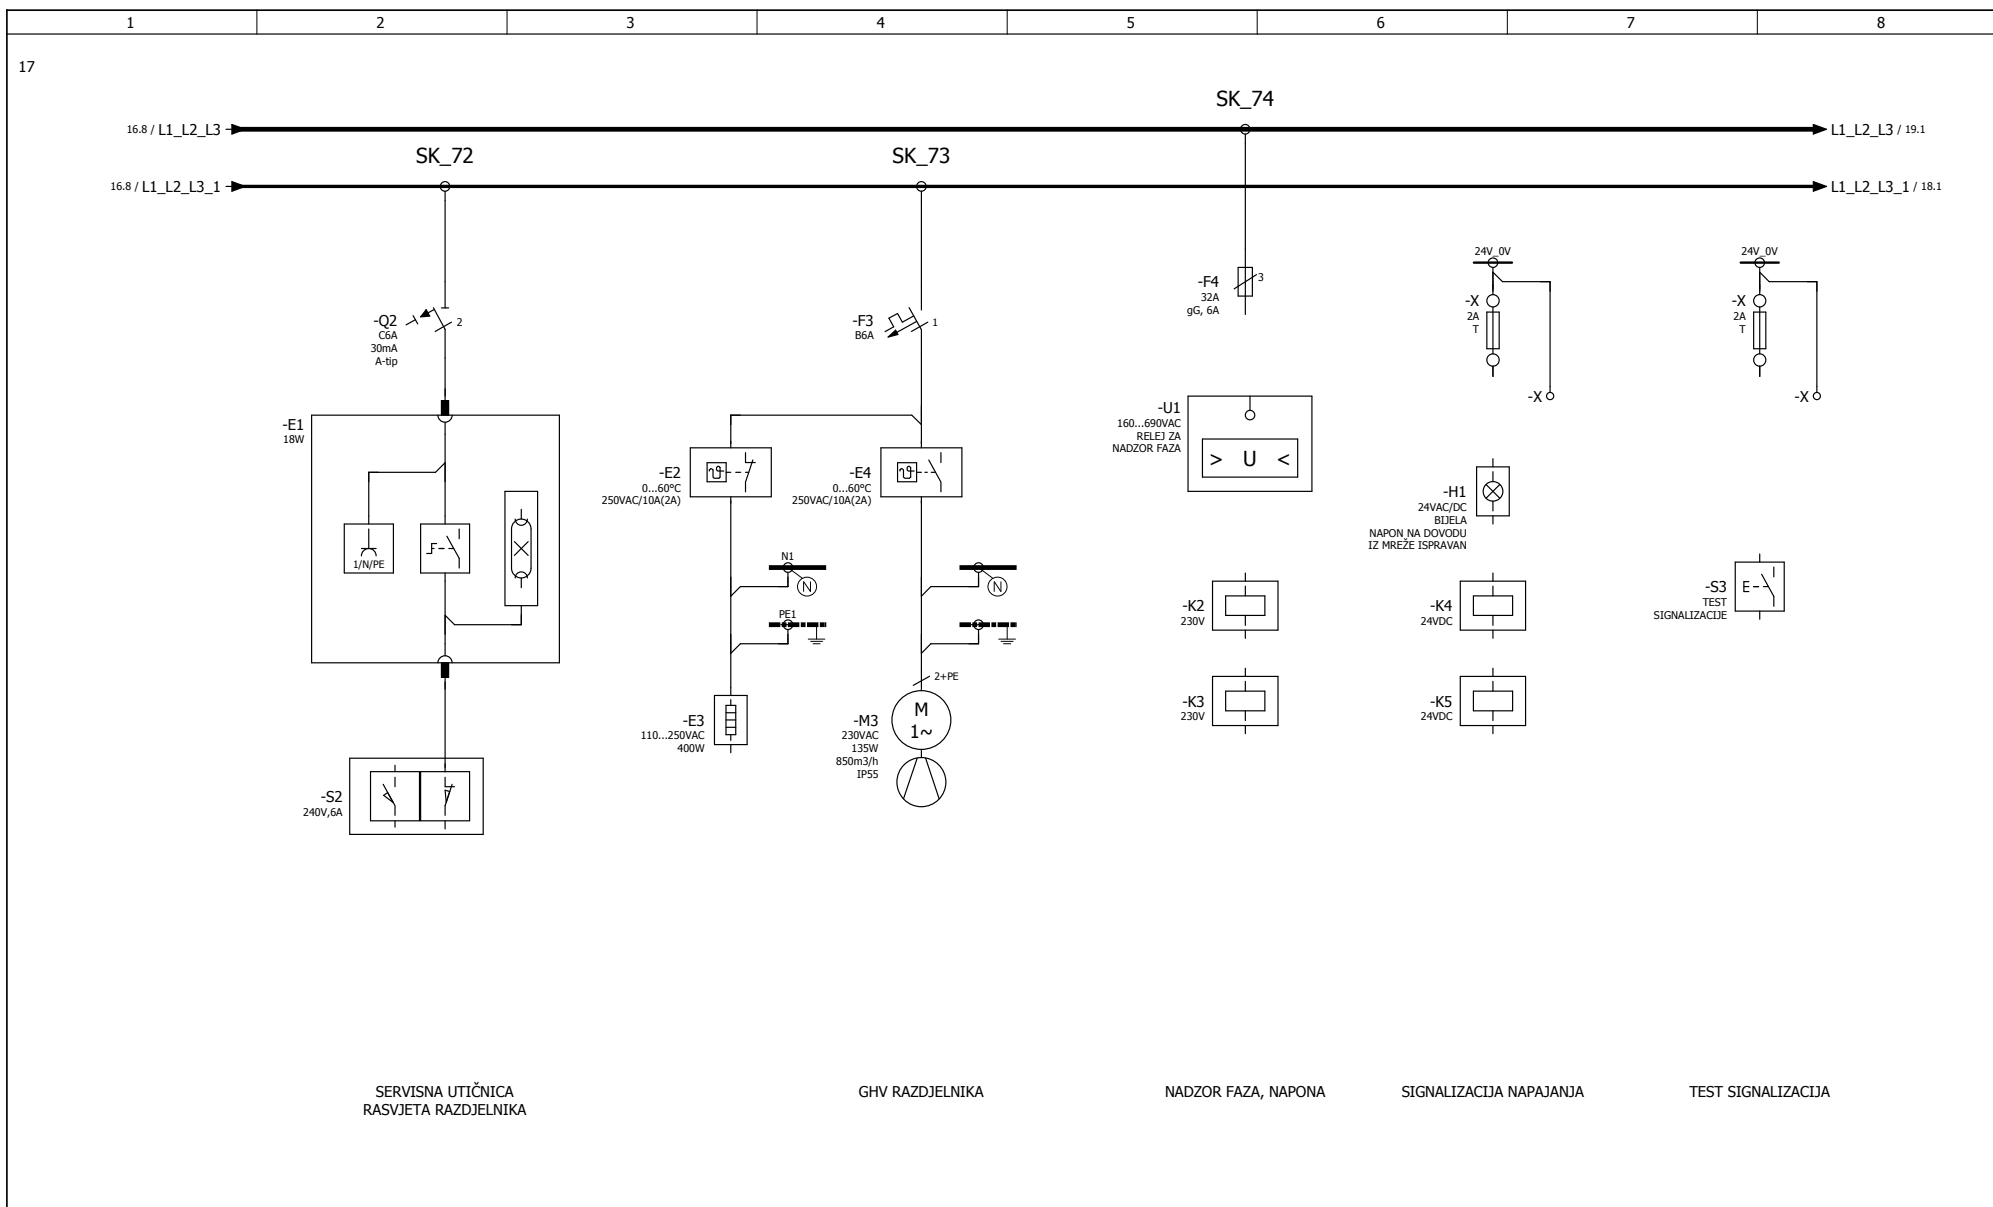 1 2 3 4 5 6 7 8
17
SK_74
16.8 / L1_L2_L3
L1_L2_L3 / 19.1
SK_72
SK_73
16.8 / L1_L2_L3_1
L1_L2_L3_1 / 18.1
-Q2
C6A
30mA
A-tip
2
-F3
B6A
1
-F4
32A
gG, 6A
3
24V_0V
-X
2A
T
-X
24V_0V
-X
2A
T
-X
-E1
18W
1/N/PE
-E2
0...60°C
250VAC/10A(2A)
-E4
0...60°C
250VAC/10A(2A)
-U1
160...690VAC
RELEJ ZA
NADZOR FAZA
> U <
-H1
24VAC/DC
BIJELA
NAPON NA DOVODU
IZ MREŽE ISPRAVAN
N1
N
N
PE1
-K2
230V
-K4
24VDC
-S3
TEST
SIGNALIZACIJE
E
2+PE
-E3
110...250VAC
400W
-M3
230VAC
135W
850m3/h
IP55
M
1~
-K3
230V
-K5
24VDC
-S2
240V,6A
SERVISNA UTIČNICA
RASVJETA RAZDJELNIKA
GHV RAZDJELNIKA
NADZOR FAZA, NAPONA
SIGNALIZACIJA NAPAJANJA
TEST SIGNALIZACIJA